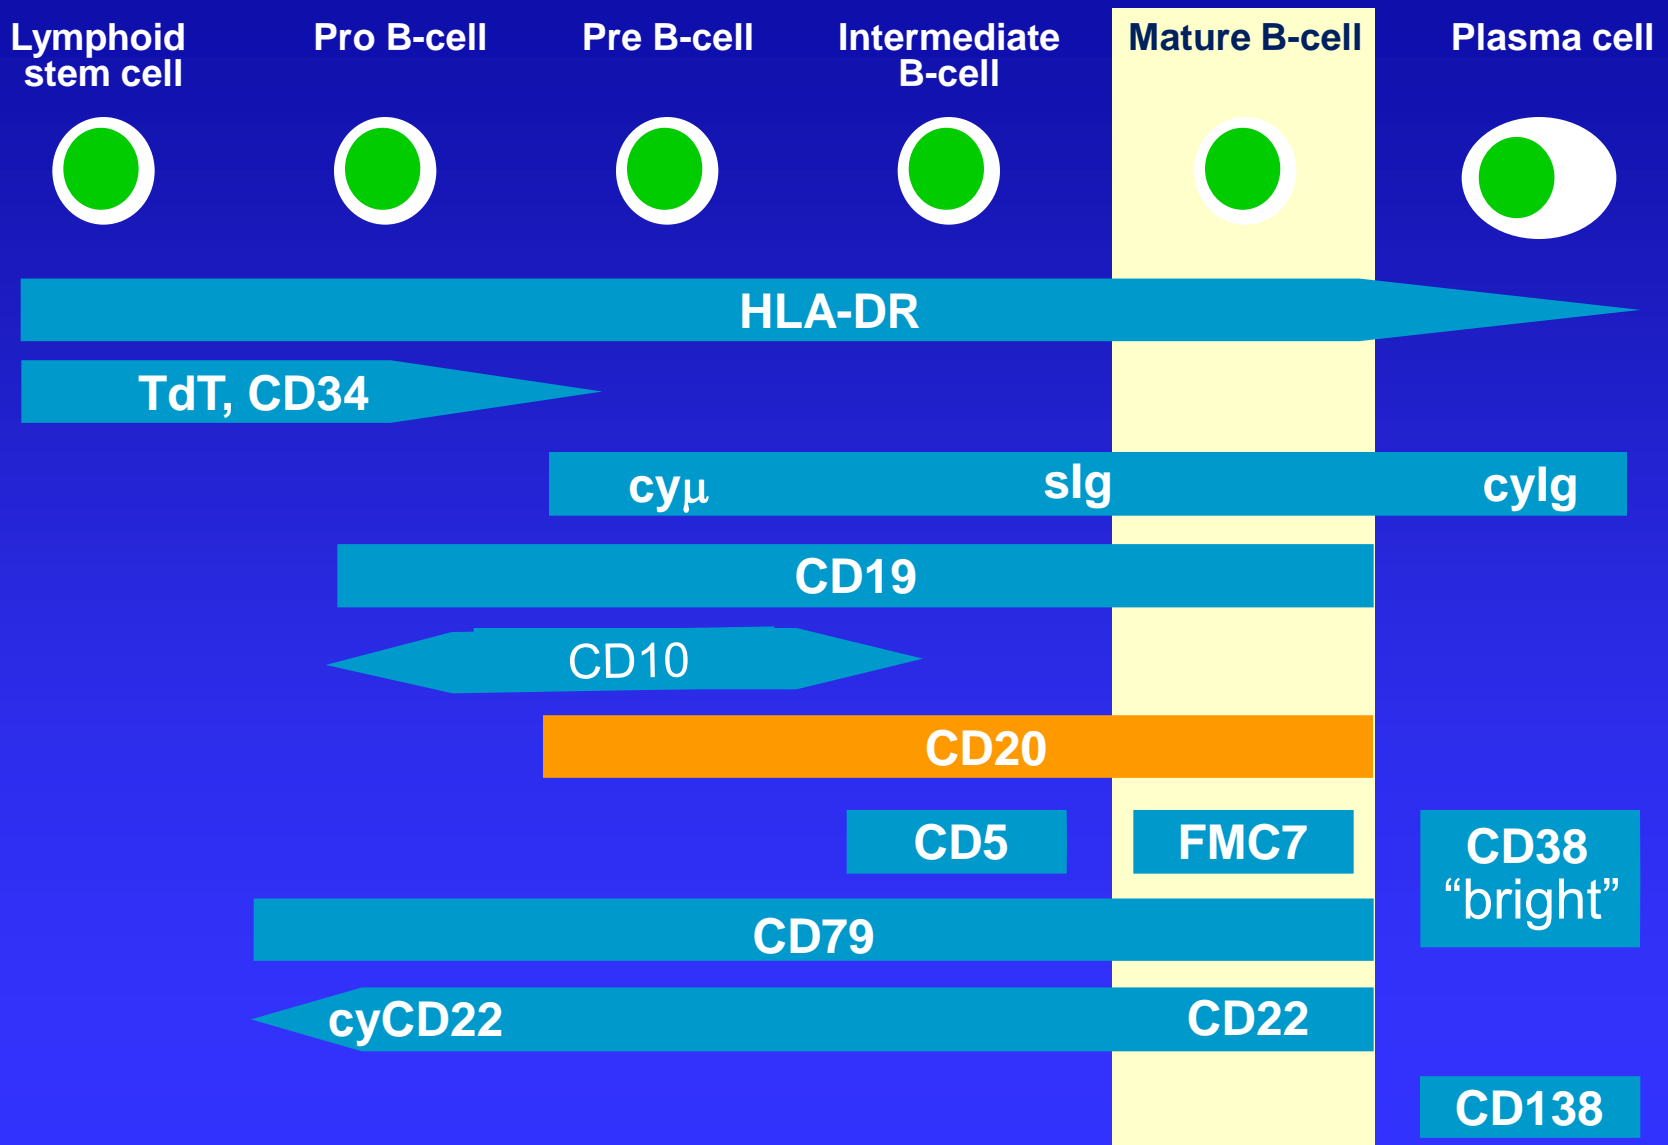 Lymphoid
stem cell
Pro B-cell
Pre B-cell
Intermediate
B-cell
Mature B-cell
Plasma cell
HLA-DR
TdT, CD34
cyμ
sIg
cyIg
CD19
CD10
CD20
CD5
FMC7
CD38
“bright”
CD79
cyCD22
CD22
CD138